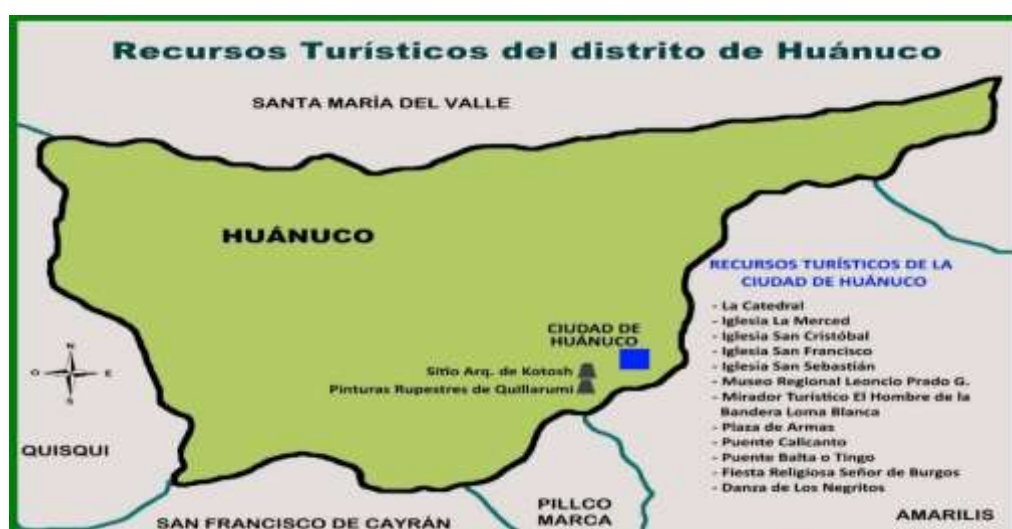 Recursos Turísticos del distrito de Huánuco
SANTA MARÍA DEL VALLE
HUÁNUCO
RECURSOS TURÍSTICOS DE LA
CIUDAD DE HUÁNUCO
- La Catedral
- Iglesia La Merced
- Iglesia San Cristóbal
- Iglesia San Francisco
- Iglesia San Sebastián
- Museo Regional Leoncio Prado G.
- Mirador Turístico El Hombre de la
Bandera Loma Blanca
- Plaza de Armas
- Puente Calicanto
- Puente Balta o Tingo
- Fiesta Religiosa Señor de Burgos
- Danza de Los Negritos
CIUDAD DE
HUÁNUCO
Sitio Arq. de Kotosh
Pinturas Rupestres de Quillarumi
N
O
E
S
QUISQUI
SAN FRANCISCO DE CAYRÁN
PILLCO
MARCA
AMARILIS